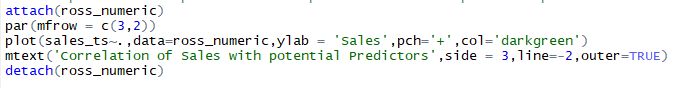 attach(ross_numeric)
par(mfrow = c(3,2))
plot(sales_ts~.,data=ross_numeric,ylab = 'Sales',pch='+',col='darkgreen')
mtext('Correlation of Sales with potential Predictors',side = 3,line=-2,outer=TRUE)
detach(ross_numeric)